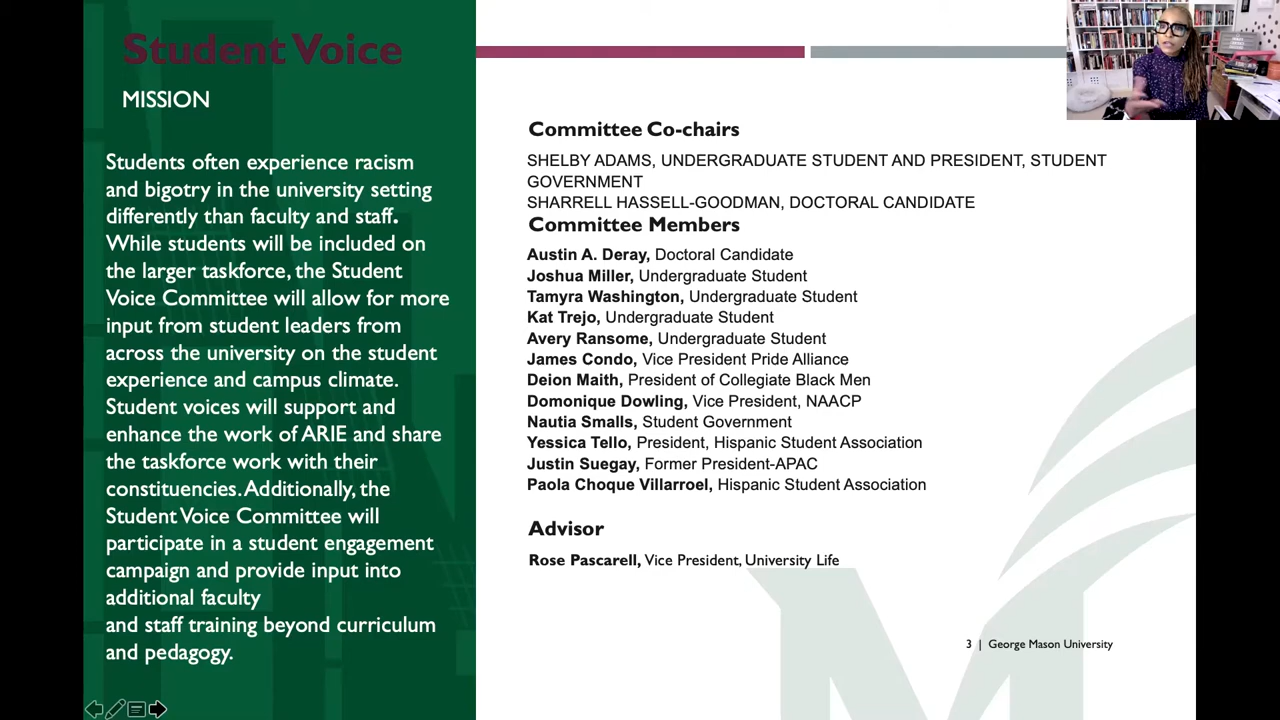 Student Voice
MISSION
Students often experience racism
and bigotry in the university setting
differently than faculty and staff.
While students will be included on
the larger taskforce, the Student
Voice Committee will allow for more
input from student leaders from
across the university on the student
experience and campus climate.
Student voices will support and
enhance the work of ARIE and share
the taskforce work with their
constituencies. Additionally, the
Student Voice Committee will
participate in a student engagement
campaign and provide input into
additional faculty
and staff training beyond curriculum
and pedagogy.
Committee Co-chairs
SHELBY ADAMS, UNDERGRADUATE STUDENT AND PRESIDENT, STUDENT
GOVERNMENT
SHARRELL HASSELL-GOODMAN, DOCTORAL CANDIDATE
Committee Members
Austin A. Deray, Doctoral Candidate
Joshua Miller, Undergraduate Student
Tamyra Washington, Undergraduate Student
Kat Trejo, Undergraduate Student
Avery Ransome, Undergraduate Student
James Condo, Vice President Pride Alliance
Deion Maith, President of Collegiate Black Men
Domonique Dowling, Vice President, NAACP
Nautia Smalls, Student Government
Yessica Tello, President, Hispanic Student Association
Justin Suegay, Former President-APAC
Paola Choque Villarroel, Hispanic Student Association
Advisor
Rose Pascarell, Vice President, University Life
3 | George Mason University